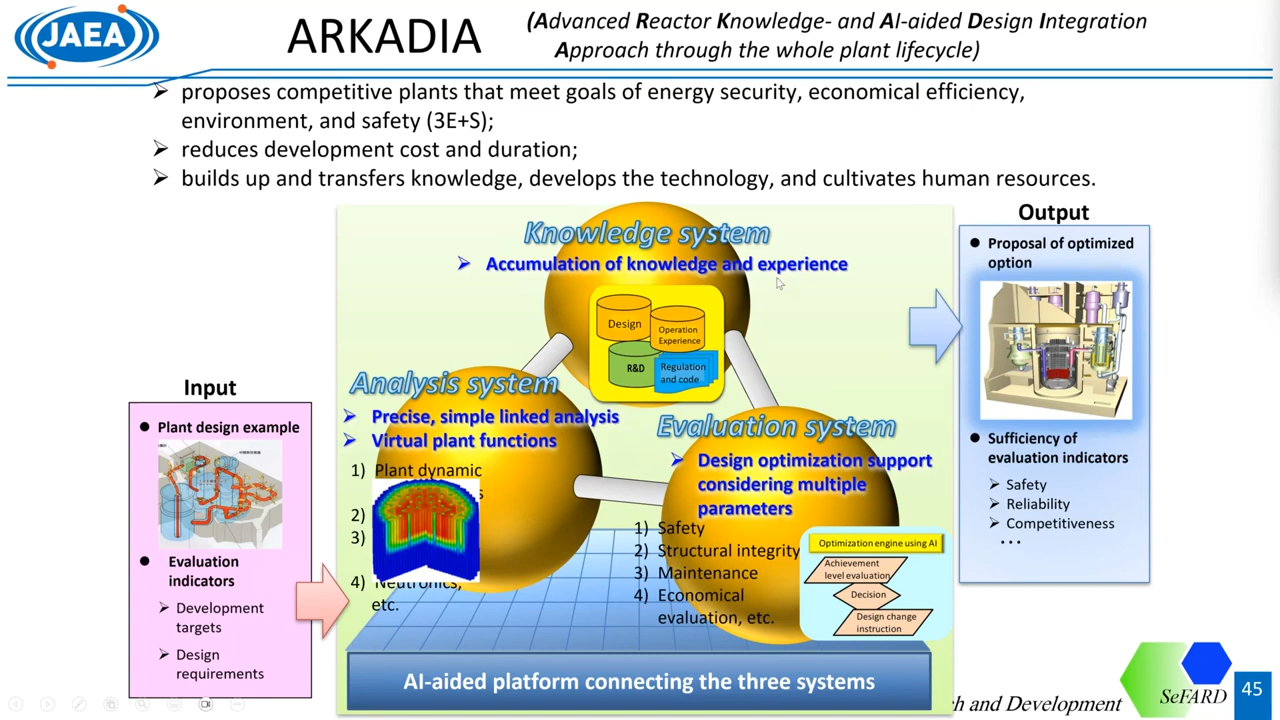 JAEA
ARKADIA
(Advanced Reactor Knowledge- and AI-aided Design Integration
Approach through the whole plant lifecycle)
proposes competitive plants that meet goals of energy security, economical efficiency,
environment, and safety (3E+S);
reduces development cost and duration;
builds up and transfers knowledge, develops the technology, and cultivates human resources.
Input
Plant design example
Evaluation
indicators
Development
targets
Design
requirements
Knowledge system
Accumulation of knowledge and experience
Design
Operation
Experience
R&D
Regulation
and code
Analysis system
Precise, simple linked analysis
Virtual plant functions
1) Plant dynamic
2)
3)
4) Neutronics,
etc.
Evaluation system
Design optimization support
considering multiple
parameters
1) Safety
2) Structural integrity
3) Maintenance
4) Economical
evaluation, etc.
Optimization engine using AI
Achievement
level evaluation
Decision
Design change
instruction
AI-aided platform connecting the three systems
Output
Proposal of optimized
option
Sufficiency of
evaluation indicators
Safety
Reliability
Competitiveness
• • •
and Development
SeFARD
45